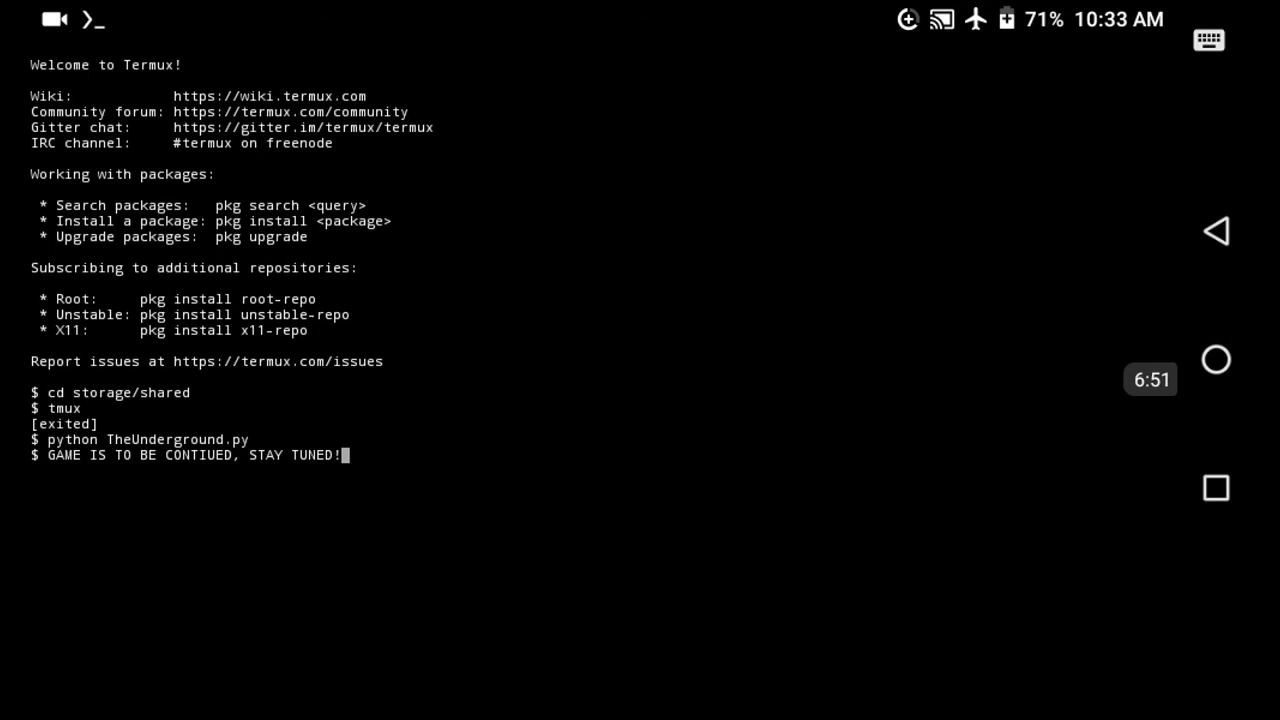 71% 10:33 AM
Welcome to Termux!
Wiki: https://wiki.termux.com
Community forum: https://termux.com/community
Gitter chat: https://gitter.im/termux/termux
IRC channel: #termux on freenode
Working with packages:
* Search packages: pkg search <query>
* Install a package: pkg install <package>
* Upgrade packages: pkg upgrade
Subscribing to additional repositories:
* Root: pkg install root-repo
* Unstable: pkg install unstable-repo
* X11: pkg install x11-repo
Report issues at https://termux.com/issues
6:51
$ cd storage/shared
$ tmux
[exited]
$ python TheUnderground.py
$ GAME IS TO BE CONTIUED, STAY TUNED!